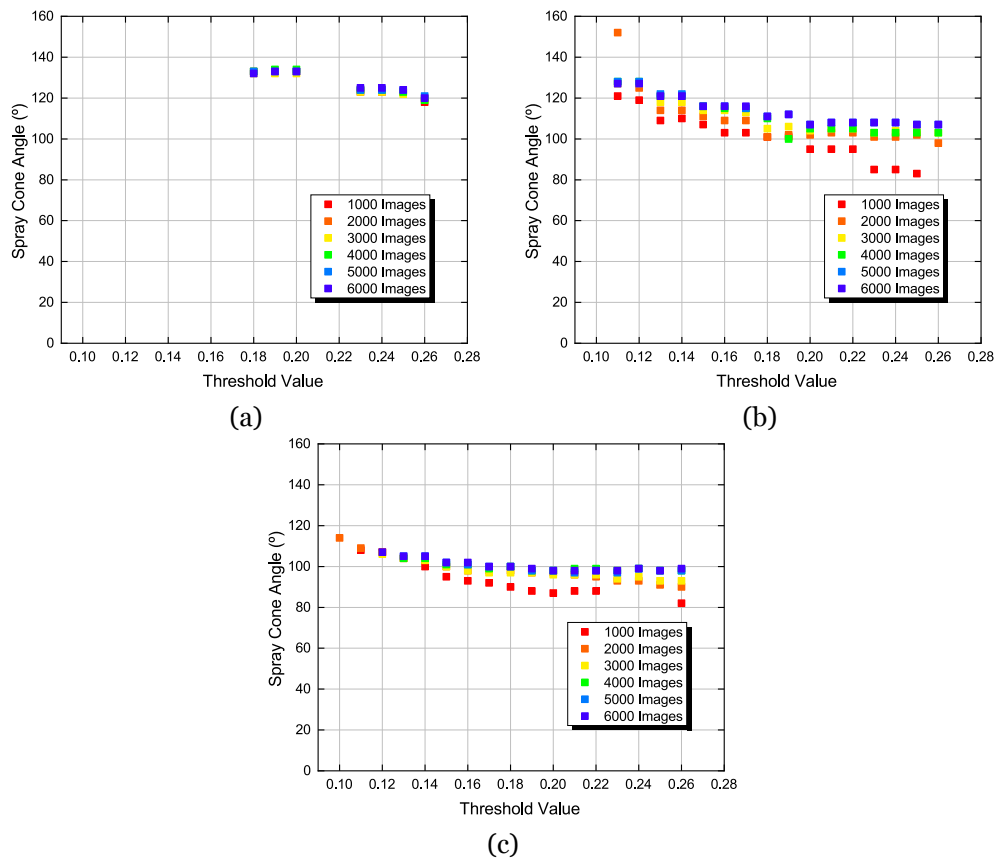 160
140
120
100
80
60
40
20
0
Spray Cone Angle (º)
1000 Images
2000 Images
3000 Images
4000 Images
5000 Images
6000 Images
0.10 0.12 0.14 0.16 0.18 0.20 0.22 0.24 0.26 0.28
Threshold Value
(a)
160
140
120
100
80
60
40
20
0
Spray Cone Angle (º)
1000 Images
2000 Images
3000 Images
4000 Images
5000 Images
6000 Images
0.10 0.12 0.14 0.16 0.18 0.20 0.22 0.24 0.26 0.28
Threshold Value
(b)
160
140
120
100
80
60
40
20
0
Spray Cone Angle (º)
1000 Images
2000 Images
3000 Images
4000 Images
5000 Images
6000 Images
0.10 0.12 0.14 0.16 0.18 0.20 0.22 0.24 0.26 0.28
Threshold Value
(c)